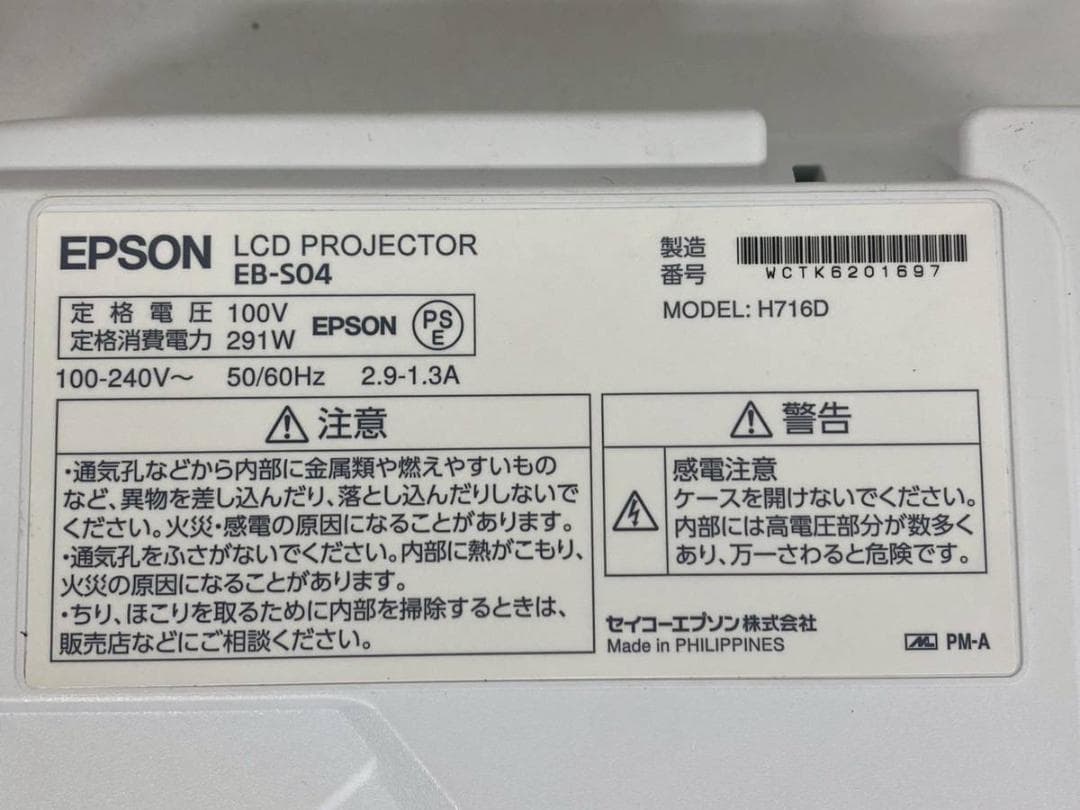 EPSON LCD PROJECTOR
EB-S04
定格電圧 100V
定格消費電力 291W
EPSON
PS
E
100-240V～ 50/60Hz 2.9-1.3A
製造
番号
WCTK6201697
MODEL: H716D
注意
・通気孔などから内部に金属類や燃えやすいもの
など、異物を差し込んだり、落とし込んだりしないで
ください。火災・感電の原因になることがあります。
・通気孔をふさがないでください。内部に熱がこもり、
火災の原因になることがあります。
・ちり、ほこりを取るために内部を掃除するときは、
販売店などにご相談ください。
警告
感電注意
ケースを開けないでください。
内部には高電圧部分が数多く
あり、万一さわると危険です。
セイコーエプソン株式会社
Made in PHILIPPINES
PM-A